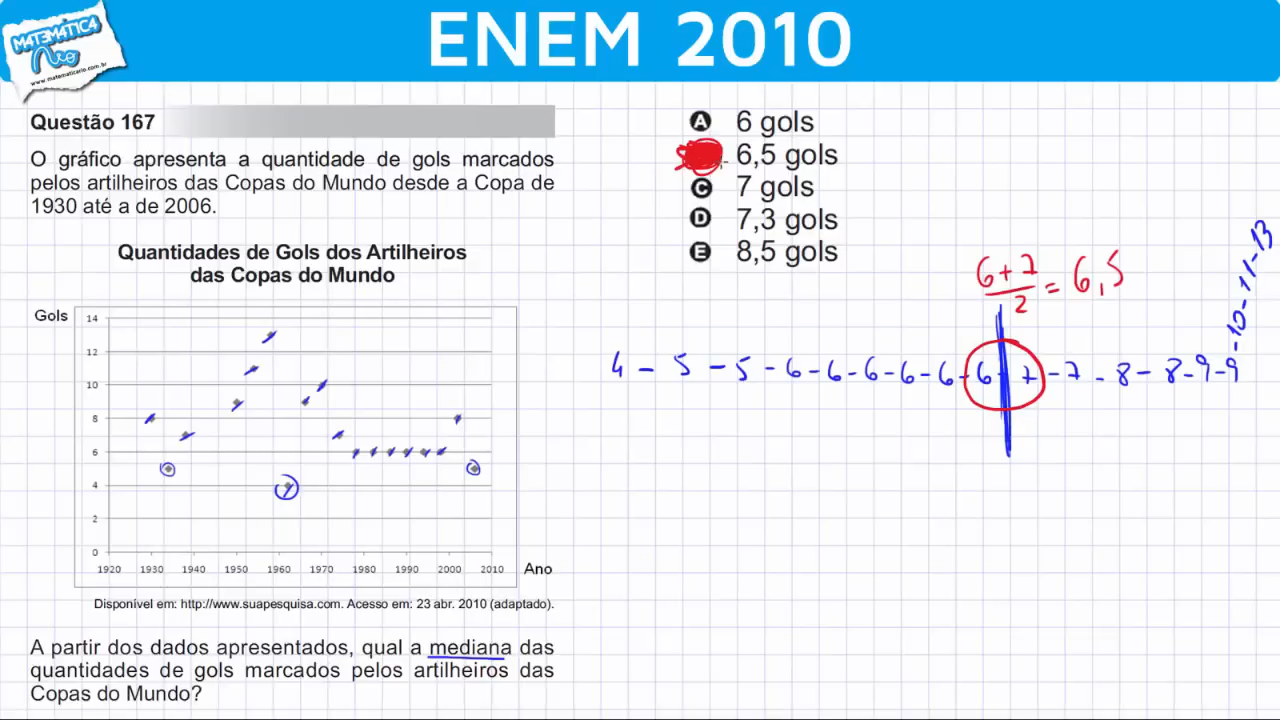 MATEMÁTICA
Rio
www.matematicario.com.br
ENEM 2010
Questão 167
O gráfico apresenta a quantidade de gols marcados
pelos artilheiros das Copas do Mundo desde a Copa de
1930 até a de 2006.
Quantidades de Gols dos Artilheiros
das Copas do Mundo
Gols
14
12
10
8
6
4
2
0
1920 1930 1940 1950 1960 1970 1980 1990 2000 2010
Ano
Disponível em: http://www.suapesquisa.com. Acesso em: 23 abr. 2010 (adaptado).
A partir dos dados apresentados, qual a mediana das
quantidades de gols marcados pelos artilheiros das
Copas do Mundo?
A 6 gols
6,5 gols
C 7 gols
D 7,3 gols
E 8,5 gols
6+7/2 = 6,5
4 - 5 - 5 - 6 - 6 - 6 - 6 - 6 - 6 - 7 - 7 - 8 - 8 - 9 - 9 - 10 - 11 - 13